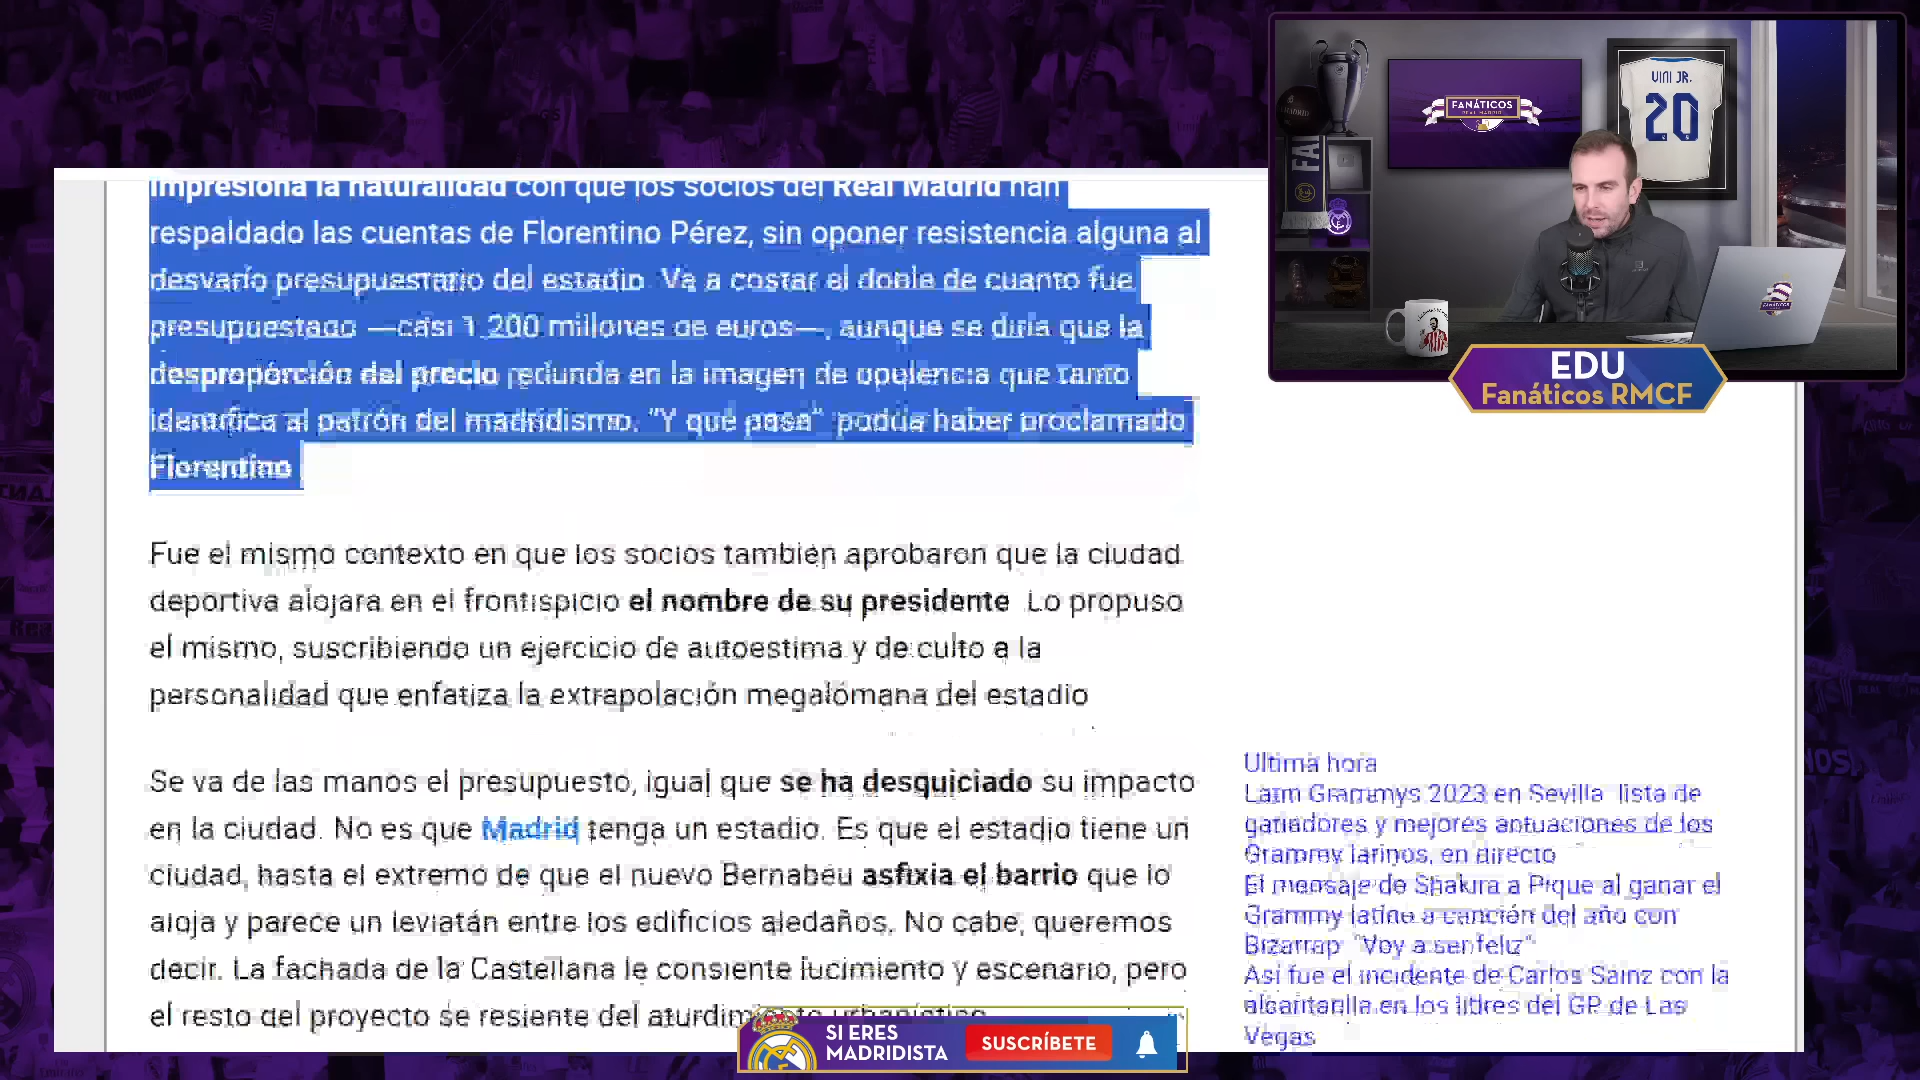 impresiona la naturalidad con que los socios del Real Madrid han
respaldado las cuentas de Florentino Pérez, sin oponer resistencia alguna al
desvarío presupuestario del estadio. Va a costar el doble de cuanto fue
presupuestado —casi 1.200 millones de euros—, aunque se diría que la
desproporción del precio redunda en la imagen de opulencia que tanto
identifica al patrón del madridismo. "Y qué pasa" podría haber proclamado
Florentino
Fue el mismo contexto en que los socios también aprobaron que la ciudad
deportiva alojara en el frontispicio el nombre de su presidente. Lo propuso
el mismo, suscribiendo un ejercicio de autoestima y de culto a la
personalidad que enfatiza la extrapolación megalómana del estadio
Se va de las manos el presupuesto, igual que se ha desquiciado su impacto
en la ciudad. No es que Madrid tenga un estadio. Es que el estadio tiene un
ciudad, hasta el extremo de que el nuevo Bernabéu asfixia el barrio que lo
aloja y parece un leviatán entre los edificios aledaños. No cabe, queremos
decir. La fachada de la Castellana le consiente lucimiento y escenario, pero
el resto del proyecto se resiente del aturdimiento urbanístico
Ultima hora
Latin Grammys 2023 en Sevilla lista de
ganadores y mejores actuaciones de los
Grammy latinos, en directo
El mensaje de Shakira a Pique al ganar el
Grammy latino a canción del año con
Bizarrap "Voy a ser feliz"
Así fue el incidente de Carlos Sainz con la
alcantarilla en los libres del GP de Las
Vegas
FANÁTICOS
REAL MADRID
VINI JR.
20
FA
EDU
Fanáticos RMCF
SI ERES
MADRIDISTA
SUSCRÍBETE